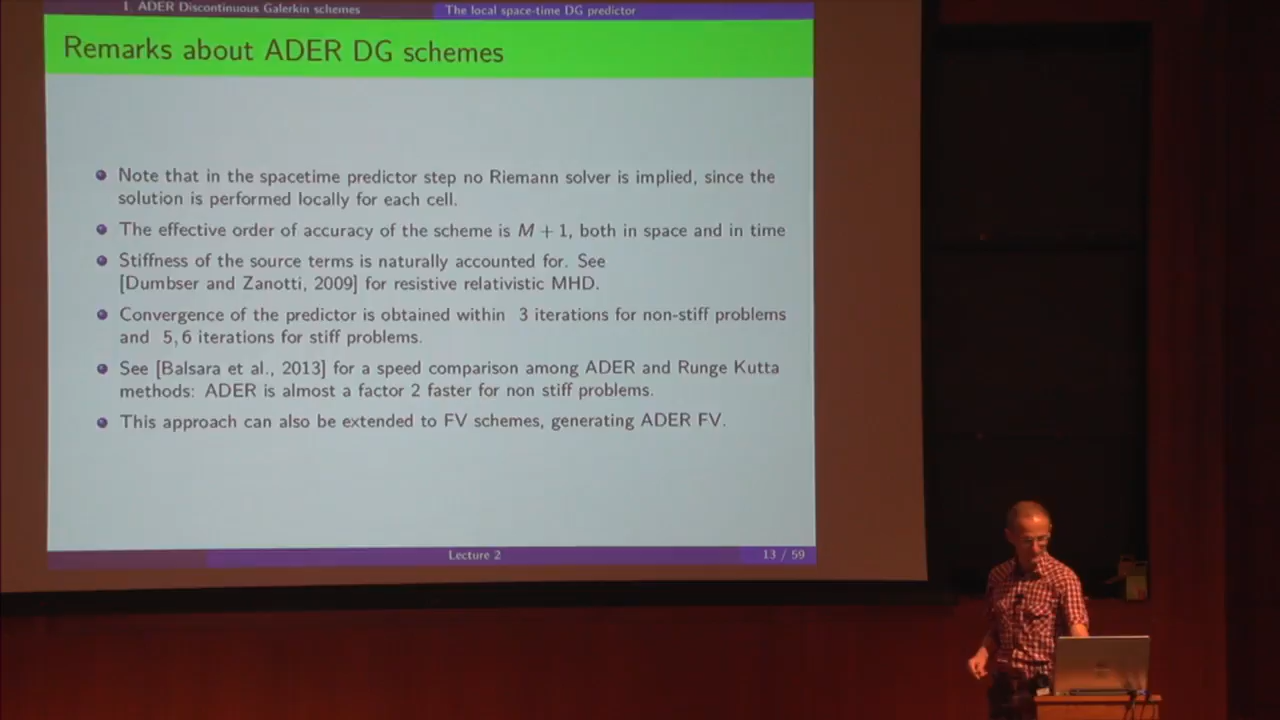 1. ADER Discontinuous Galerkin schemes
The local space-time DG predictor
Remarks about ADER DG schemes
Note that in the spacetime predictor step no Riemann solver is implied, since the
solution is performed locally for each cell.
The effective order of accuracy of the scheme is M + 1, both in space and in time
Stiffness of the source terms is naturally accounted for. See
[Dumbser and Zanotti, 2009] for resistive relativistic MHD.
Convergence of the predictor is obtained within 3 iterations for non-stiff problems
and 5, 6 iterations for stiff problems.
See [Balsara et al., 2013] for a speed comparison among ADER and Runge Kutta
methods: ADER is almost a factor 2 faster for non stiff problems.
This approach can also be extended to FV schemes, generating ADER FV.
Lecture 2
13 / 59